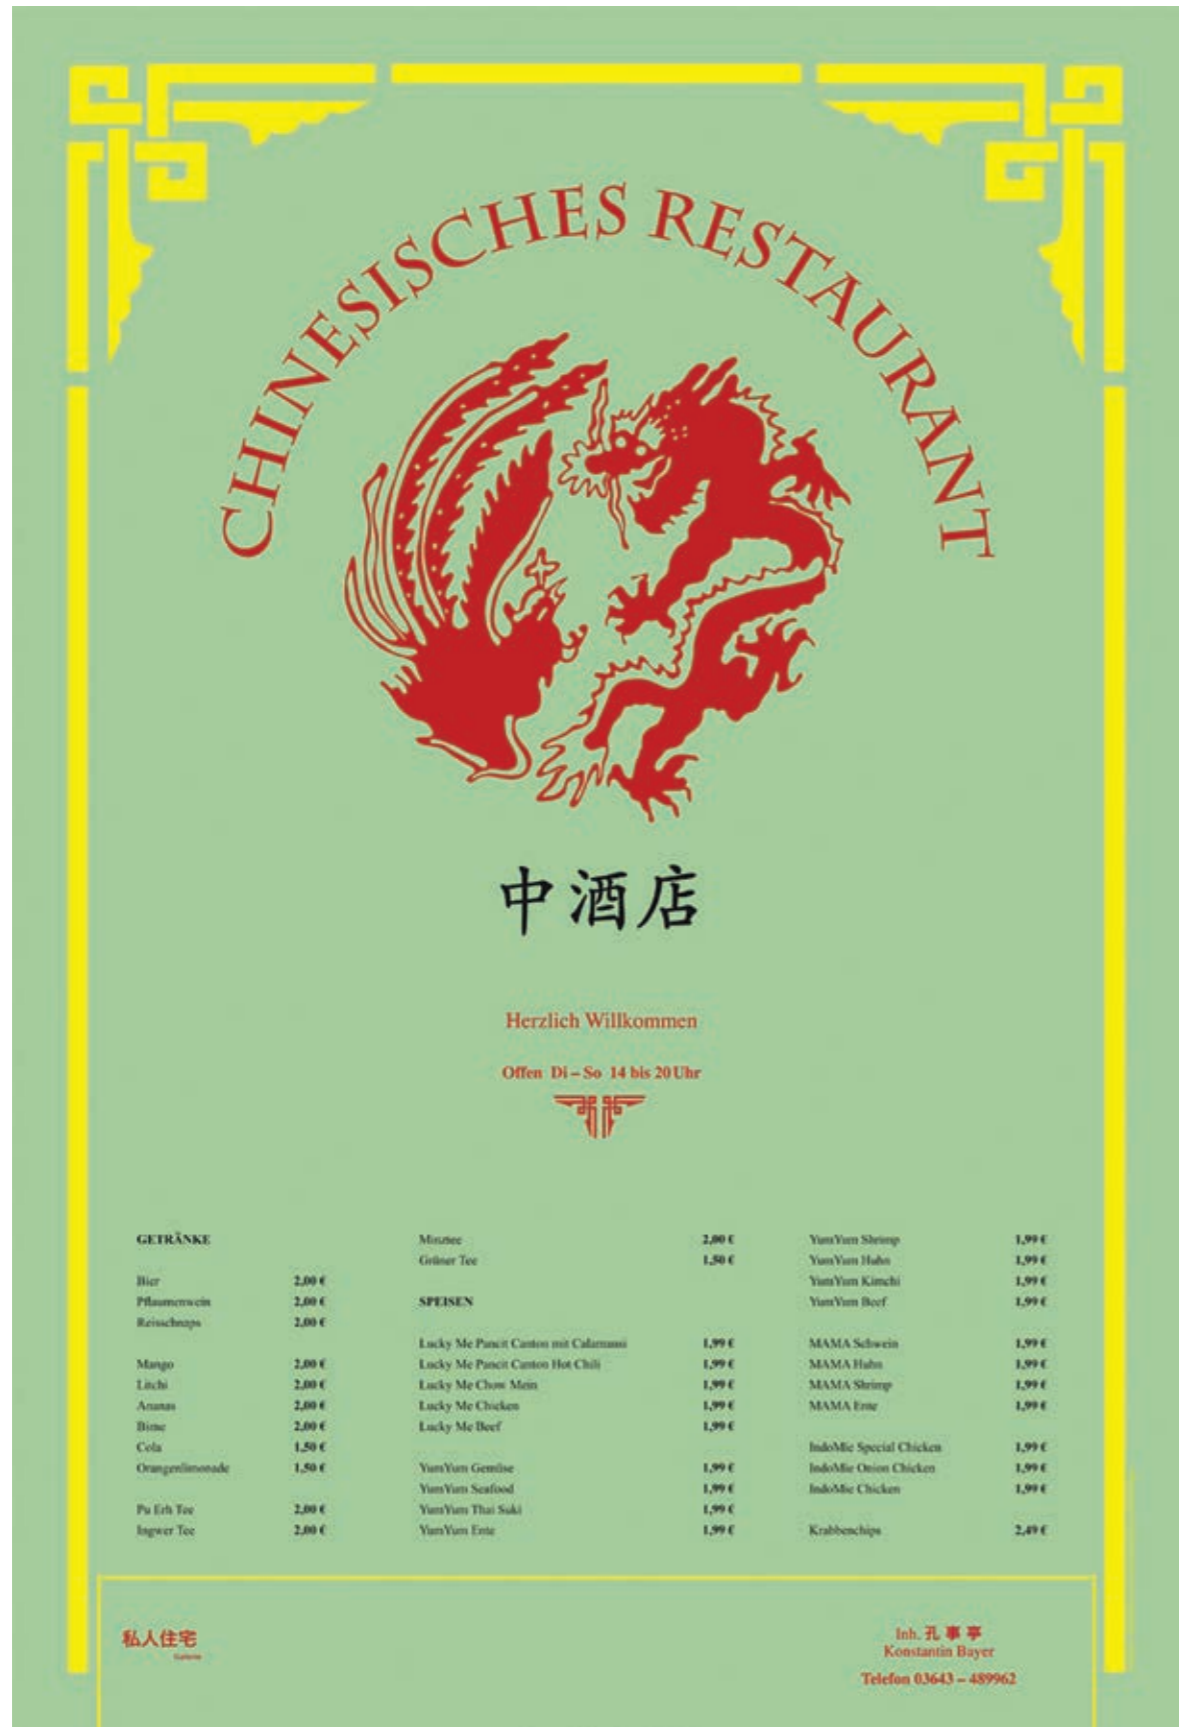 CHINESISCHES RESTAURANT
中酒店
Herzlich Willkommen
Offen Di – So 14 bis 20 Uhr
GETRÄNKE
Bier 2,00 €
Pflaumenwein 2,00 €
Reisschnaps 2,00 €
Mango 2,00 €
Litchi 2,00 €
Ananas 2,00 €
Birne 2,00 €
Cola 1,50 €
Orangenlimonade 1,50 €
Pu Erh Tee 2,00 €
Ingwer Tee 2,00 €
Minztee 2,00 €
Grüner Tee 1,50 €
SPEISEN
Lucky Me Pancit Canton mit Calamansi 1,99 €
Lucky Me Pancit Canton Hot Chili 1,99 €
Lucky Me Chow Mein 1,99 €
Lucky Me Chicken 1,99 €
Lucky Me Beef 1,99 €
YumYum Gemüse 1,99 €
YumYum Seafood 1,99 €
YumYum Thai Suki 1,99 €
YumYum Ente 1,99 €
YumYum Shrimp 1,99 €
YumYum Huhn 1,99 €
YumYum Kimchi 1,99 €
YumYum Beef 1,99 €
MAMA Schwein 1,99 €
MAMA Huhn 1,99 €
MAMA Shrimp 1,99 €
MAMA Ente 1,99 €
IndoMie Special Chicken 1,99 €
IndoMie Onion Chicken 1,99 €
IndoMie Chicken 1,99 €
Krabbenchips 2,49 €
私人住宅
Galerie
Inh. 孔事亭
Konstantin Bayer
Telefon 03643 – 489962